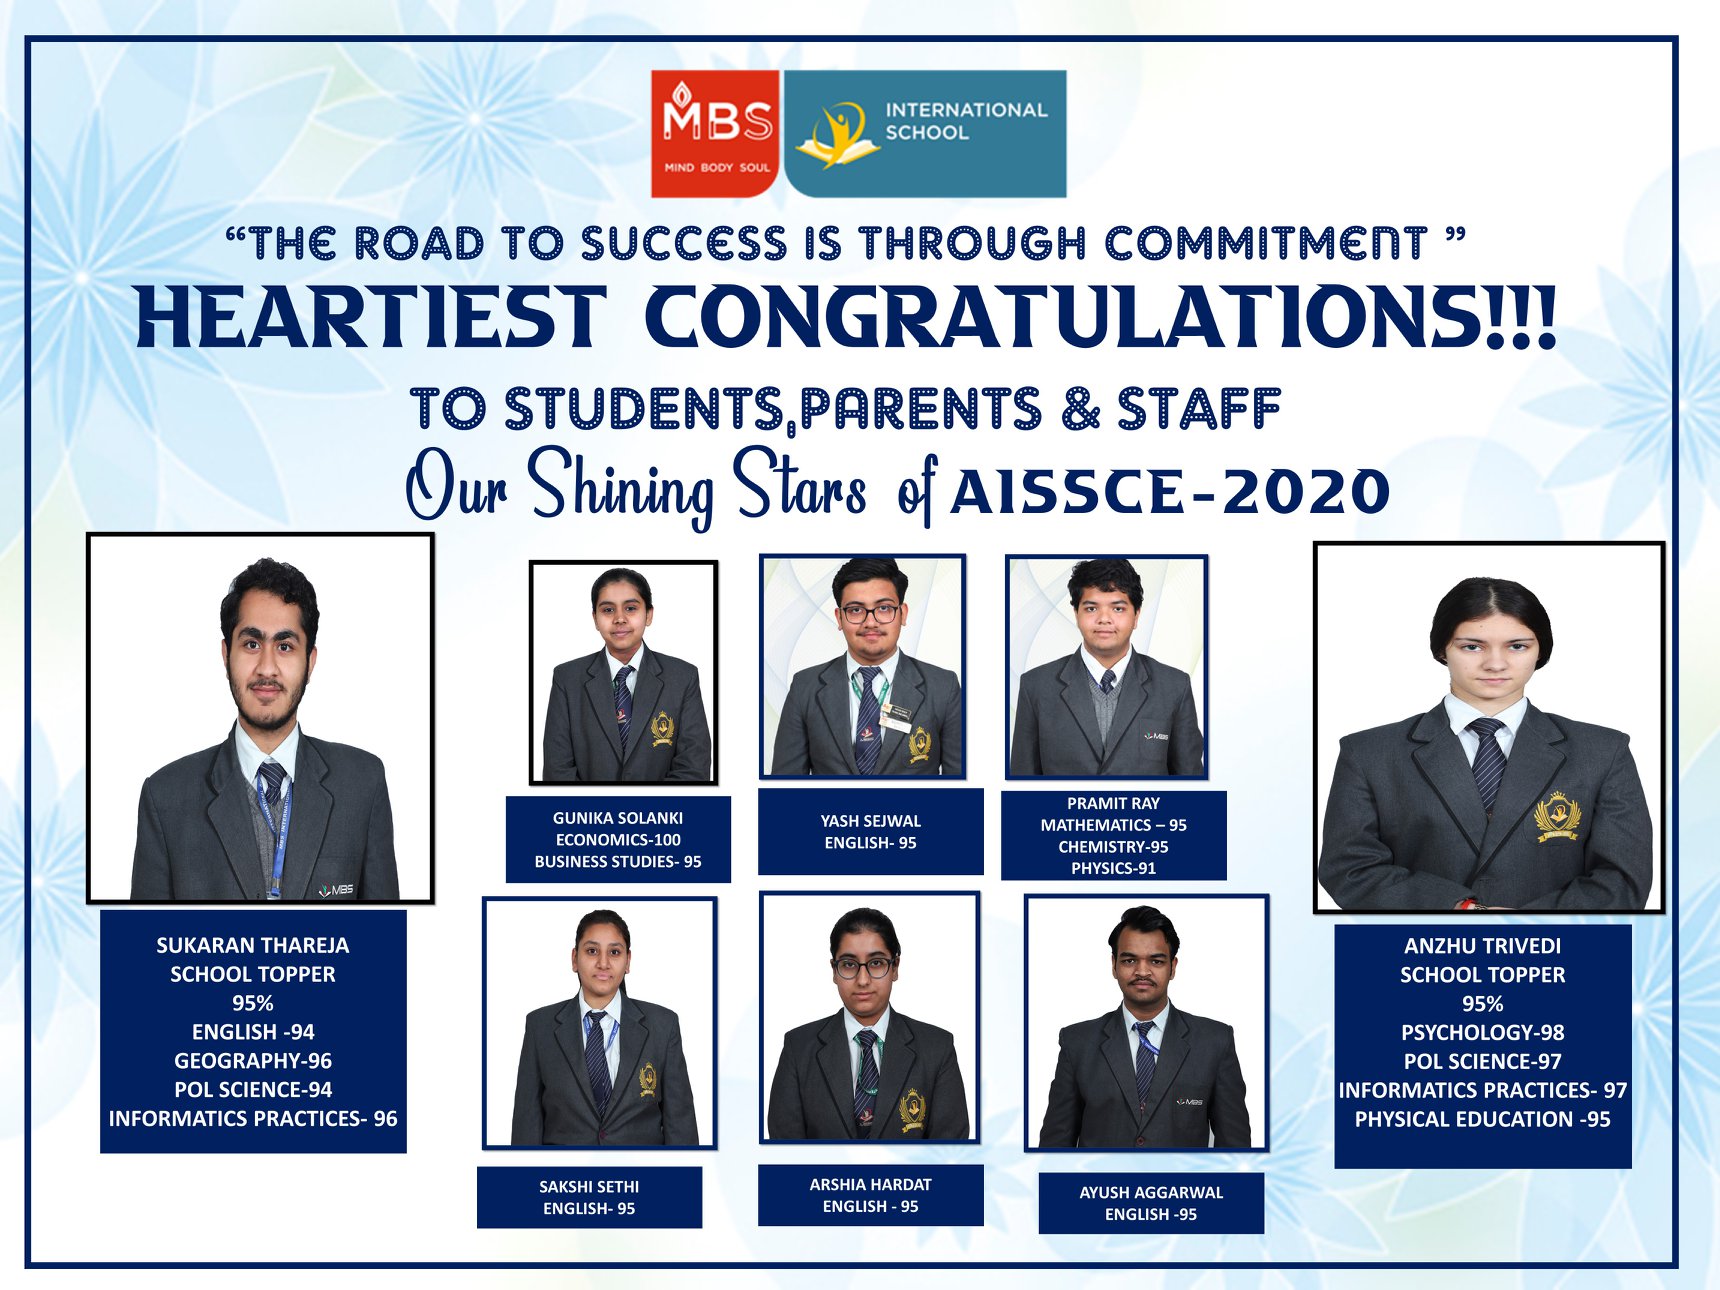 MBS
MIND BODY SOUL
INTERNATIONAL
SCHOOL
“THE ROAD TO SUCCESS IS THROUGH COMMITMENT ”
HEARTIEST CONGRATULATIONS!!!
TO STUDENTS,PARENTS & STAFF
Our Shining Stars of AISSCE-2020
SUKARAN THAREJA
SCHOOL TOPPER
95%
ENGLISH -94
GEOGRAPHY-96
POL SCIENCE-94
INFORMATICS PRACTICES- 96
GUNIKA SOLANKI
ECONOMICS-100
BUSINESS STUDIES- 95
YASH SEJWAL
ENGLISH- 95
PRAMIT RAY
MATHEMATICS – 95
CHEMISTRY-95
PHYSICS-91
ANZHU TRIVEDI
SCHOOL TOPPER
95%
PSYCHOLOGY-98
POL SCIENCE-97
INFORMATICS PRACTICES- 97
PHYSICAL EDUCATION -95
SAKSHI SETHI
ENGLISH- 95
ARSHIA HARDAT
ENGLISH - 95
AYUSH AGGARWAL
ENGLISH -95
MBS
MBS
MBS